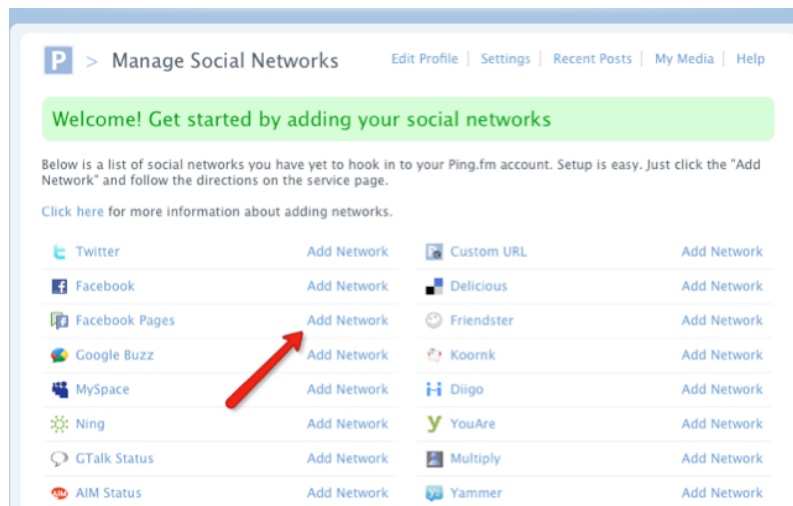 P > Manage Social Networks
Edit Profile | Settings | Recent Posts | My Media | Help
Welcome! Get started by adding your social networks
Below is a list of social networks you have yet to hook in to your Ping.fm account. Setup is easy. Just click the "Add
Network" and follow the directions on the service page.
Click here for more information about adding networks.
Twitter Add Network Custom URL Add Network
Facebook Add Network Delicious Add Network
Facebook Pages Add Network Friendster Add Network
Google Buzz Add Network Koornk Add Network
MySpace Add Network Diigo Add Network
Ning Add Network YouAre Add Network
GTalk Status Add Network Multiply Add Network
AIM Status Add Network Yammer Add Network